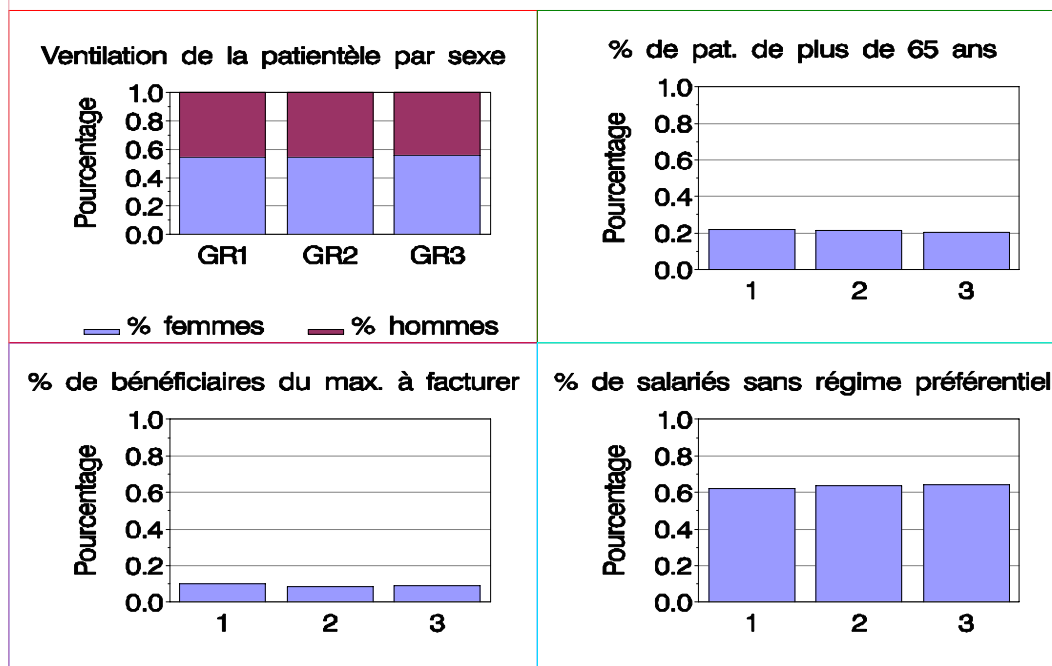 Ventilation de la patientèle par sexe
Pourcentage
1.0
0.8
0.6
0.4
0.2
0.0
GR1 GR2 GR3
% femmes % hommes
% de pat. de plus de 65 ans
Pourcentage
1.0
0.8
0.6
0.4
0.2
0.0
1 2 3
% de bénéficiaires du max. à facturer
Pourcentage
1.0
0.8
0.6
0.4
0.2
0.0
1 2 3
% de salariés sans régime préférentiel
Pourcentage
1.0
0.8
0.6
0.4
0.2
0.0
1 2 3